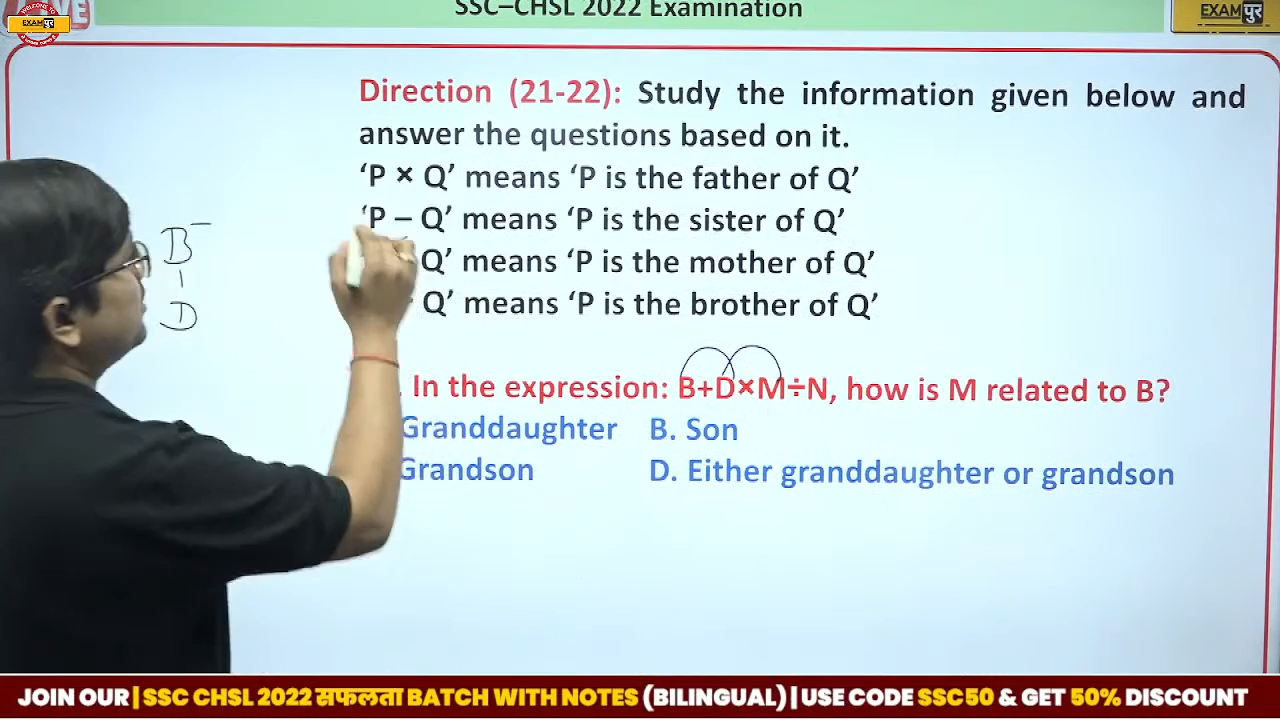 SSC–CHSL 2022 Examination
WELCOME TO
EXAMपुर
EXAMपुर
Direction (21-22): Study the information given below and
answer the questions based on it.
‘P × Q’ means ‘P is the father of Q’
‘P – Q’ means ‘P is the sister of Q’
Q’ means ‘P is the mother of Q’
Q’ means ‘P is the brother of Q’
B–
D
In the expression: B+D×M÷N, how is M related to B?
Granddaughter B. Son
Grandson D. Either granddaughter or grandson
JOIN OUR | SSC CHSL 2022 सफलता BATCH WITH NOTES (BILINGUAL) | USE CODE SSC50 & GET 50% DISCOUNT